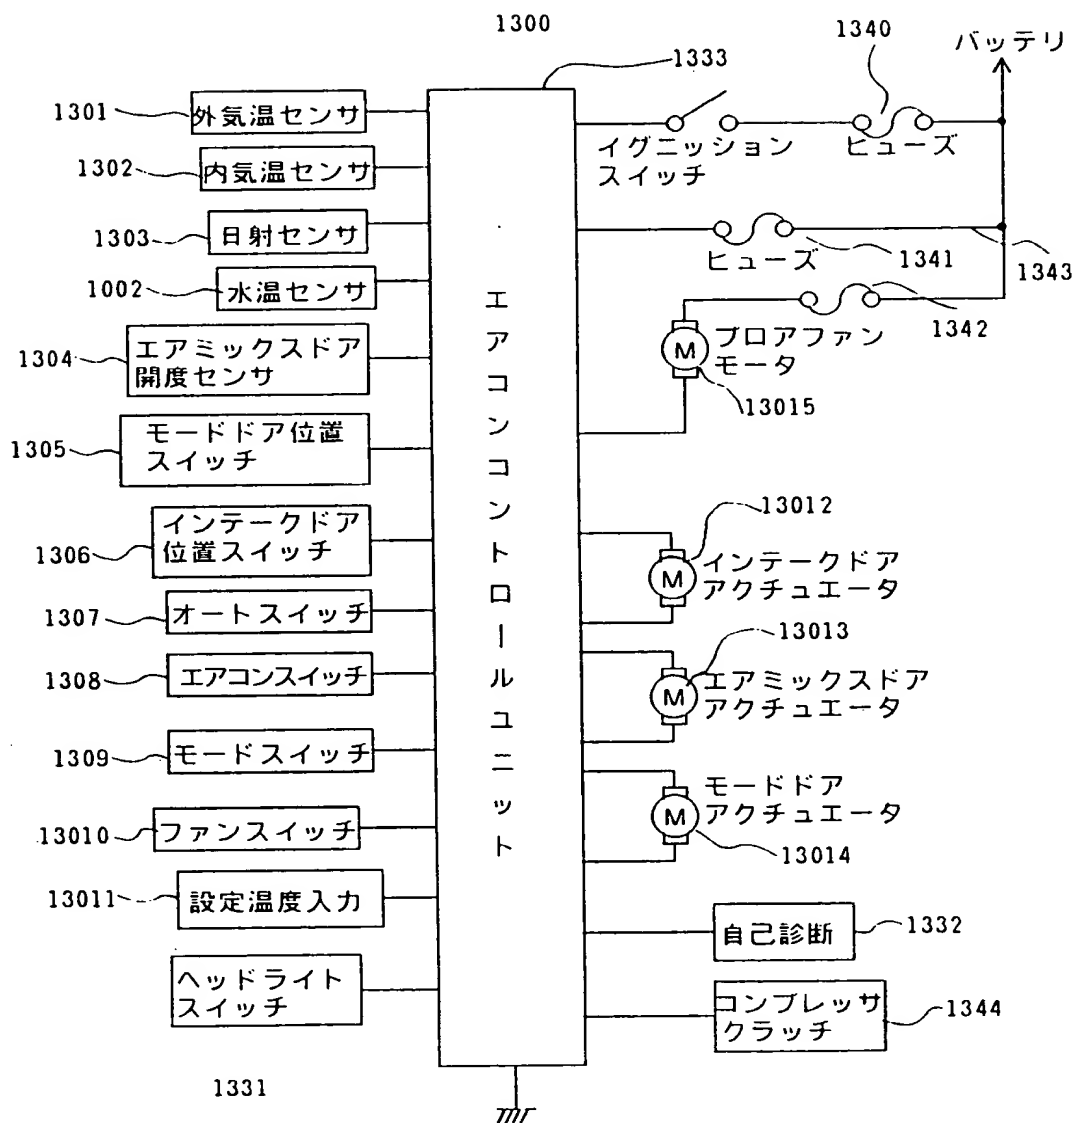 1300
1333
1340
バッテリ
1301
外気温センサ
イグニッション
スイッチ
ヒューズ
1302
内気温センサ
1303
日射センサ
ヒューズ
1341
1343
1002
水温センサ
1342
1304
エアミックスドア
開度センサ
M
ブロアファン
モータ
13015
1305
モードドア位置
スイッチ
エアコンコントロールユニット
1306
インテークドア
位置スイッチ
13012
M
インテークドア
アクチュエータ
1307
オートスイッチ
13013
1308
エアコンスイッチ
M
エアミックスドア
アクチュエータ
1309
モードスイッチ
13010
ファンスイッチ
M
モードドア
アクチュエータ
13014
13011
設定温度入力
自己診断
1332
ヘッドライト
スイッチ
コンプレッサ
クラッチ
1344
1331